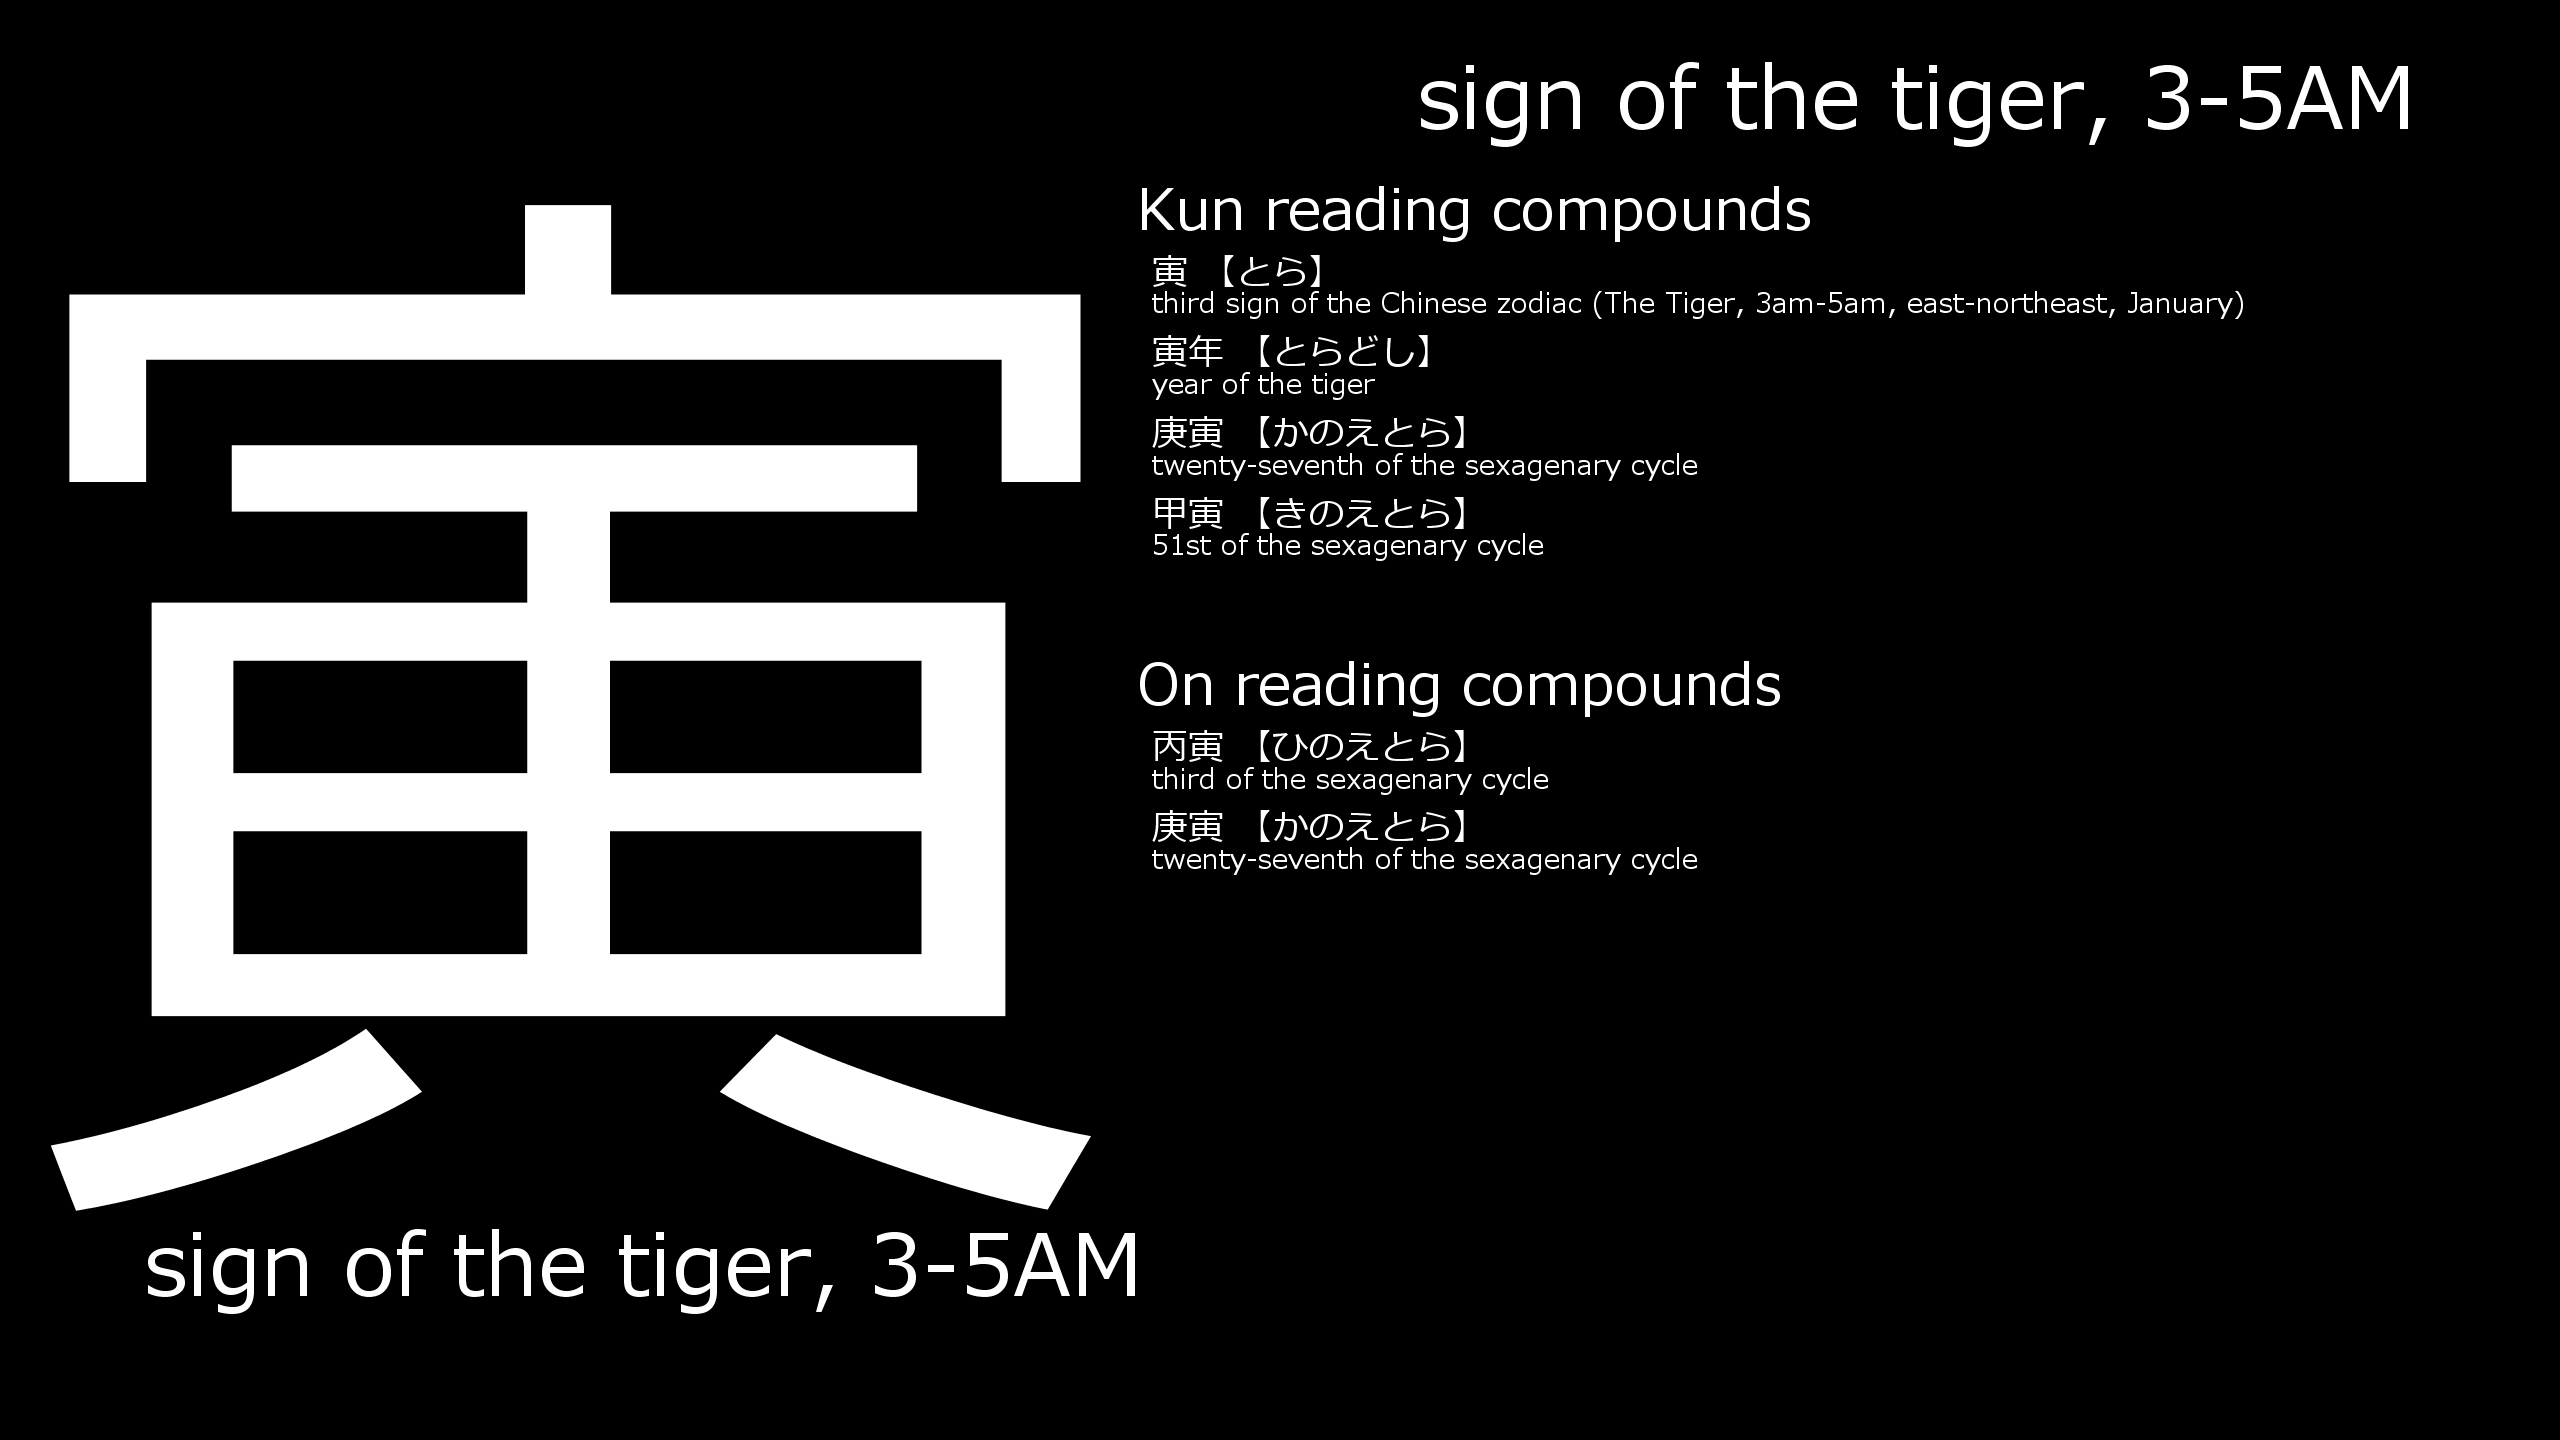 寅
sign of the tiger, 3-5AM
sign of the tiger, 3-5AM
Kun reading compounds
寅 【とら】
third sign of the Chinese zodiac (The Tiger, 3am-5am, east-northeast, January)
寅年 【とらどし】
year of the tiger
庚寅 【かのえとら】
twenty-seventh of the sexagenary cycle
甲寅 【きのえとら】
51st of the sexagenary cycle
On reading compounds
丙寅 【ひのえとら】
third of the sexagenary cycle
庚寅 【かのえとら】
twenty-seventh of the sexagenary cycle